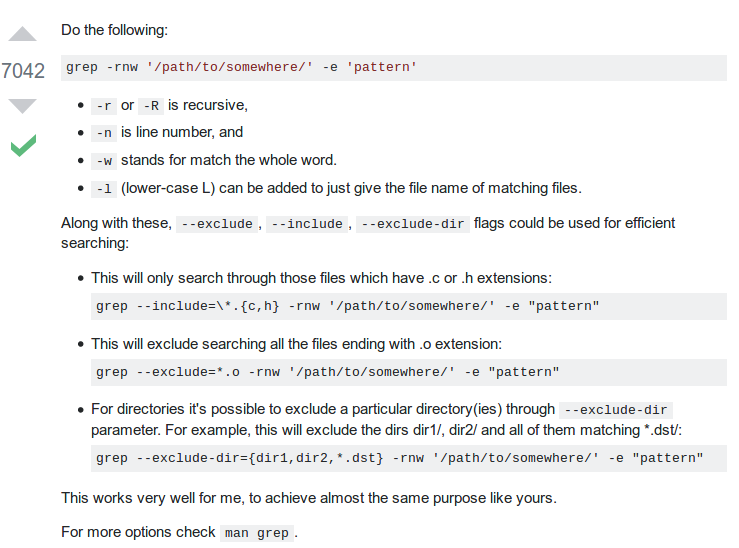 Do the following:
7042
grep -rnw '/path/to/somewhere/' -e 'pattern'
-r or -R is recursive,
-n is line number, and
-w stands for match the whole word.
-l (lower-case L) can be added to just give the file name of matching files.
Along with these, --exclude, --include, --exclude-dir flags could be used for efficient
searching:
This will only search through those files which have .c or .h extensions:
grep --include=\*.{c,h} -rnw '/path/to/somewhere/' -e "pattern"
This will exclude searching all the files ending with .o extension:
grep --exclude=*.o -rnw '/path/to/somewhere/' -e "pattern"
For directories it's possible to exclude a particular directory(ies) through --exclude-dir
parameter. For example, this will exclude the dirs dir1/, dir2/ and all of them matching *.dst/:
grep --exclude-dir={dir1,dir2,*.dst} -rnw '/path/to/somewhere/' -e "pattern"
This works very well for me, to achieve almost the same purpose like yours.
For more options check man grep.